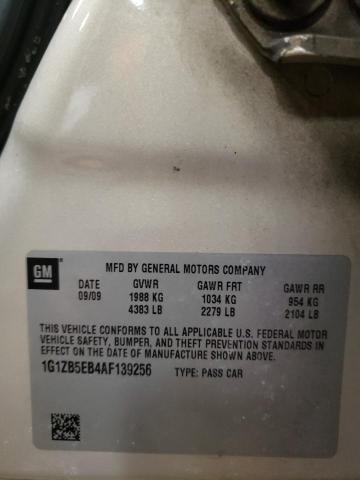 GM
MFD BY GENERAL MOTORS COMPANY
DATE GVWR GAWR FRT GAWR RR
09/09 1988 KG 1034 KG 954 KG
4383 LB 2279 LB 2104 LB
THIS VEHICLE CONFORMS TO ALL APPLICABLE U.S. FEDERAL MOTOR
VEHICLE SAFETY, BUMPER, AND THEFT PREVENTION STANDARDS IN
EFFECT ON THE DATE OF MANUFACTURE SHOWN ABOVE.
1G1ZB5EB4AF139256 TYPE: PASS CAR